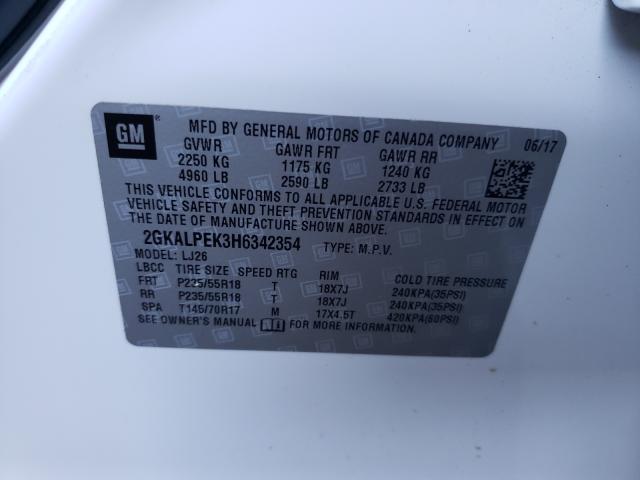 GM
MFD BY GENERAL MOTORS OF CANADA COMPANY 06/17
GVWR GAWR FRT GAWR RR
2250 KG 1175 KG 1240 KG
4960 LB 2590 LB 2733 LB
THIS VEHICLE CONFORMS TO ALL APPLICABLE U.S. FEDERAL MOTOR
VEHICLE SAFETY AND THEFT PREVENTION STANDARDS IN EFFECT ON
THE DATE OF MANUFACTURE SHOWN ABOVE.
2GKALPEK3H6342354 TYPE: M.P.V.
MODEL: LJ26
LBCC TIRE SIZE SPEED RTG RIM COLD TIRE PRESSURE
FRT P235/55R18 T 18X7J 240KPA(35PSI)
RR P235/55R18 T 18X7J 240KPA(35PSI)
SPA T145/70R17 M 17X4.5T 420KPA(60PSI)
SEE OWNER'S MANUAL FOR MORE INFORMATION